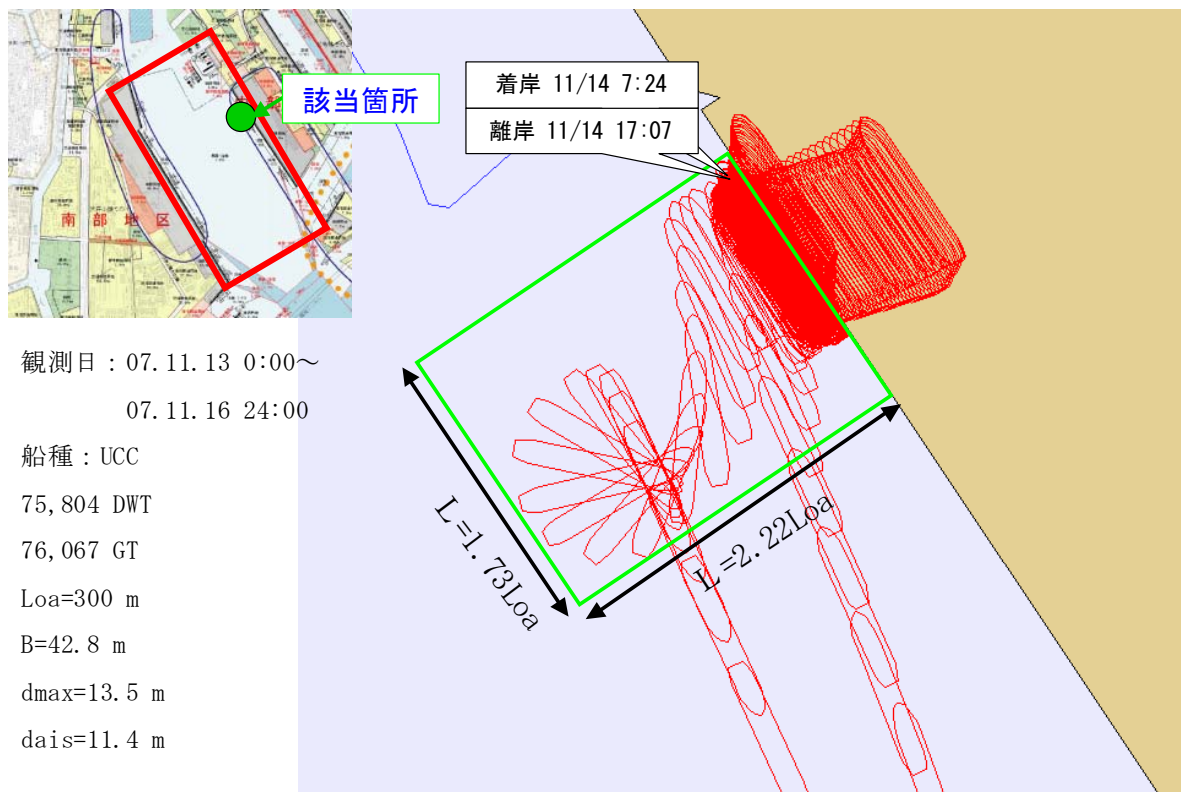 着岸 11/14 7:24
離岸 11/14 17:07
該当箇所
南部地区
観測日：07.11.13 0:00～
07.11.16 24:00
船種：UCC
75,804 DWT
76,067 GT
Loa=300 m
B=42.8 m
dmax=13.5 m
dais=11.4 m
L=1.73Loa
L=2.22Loa